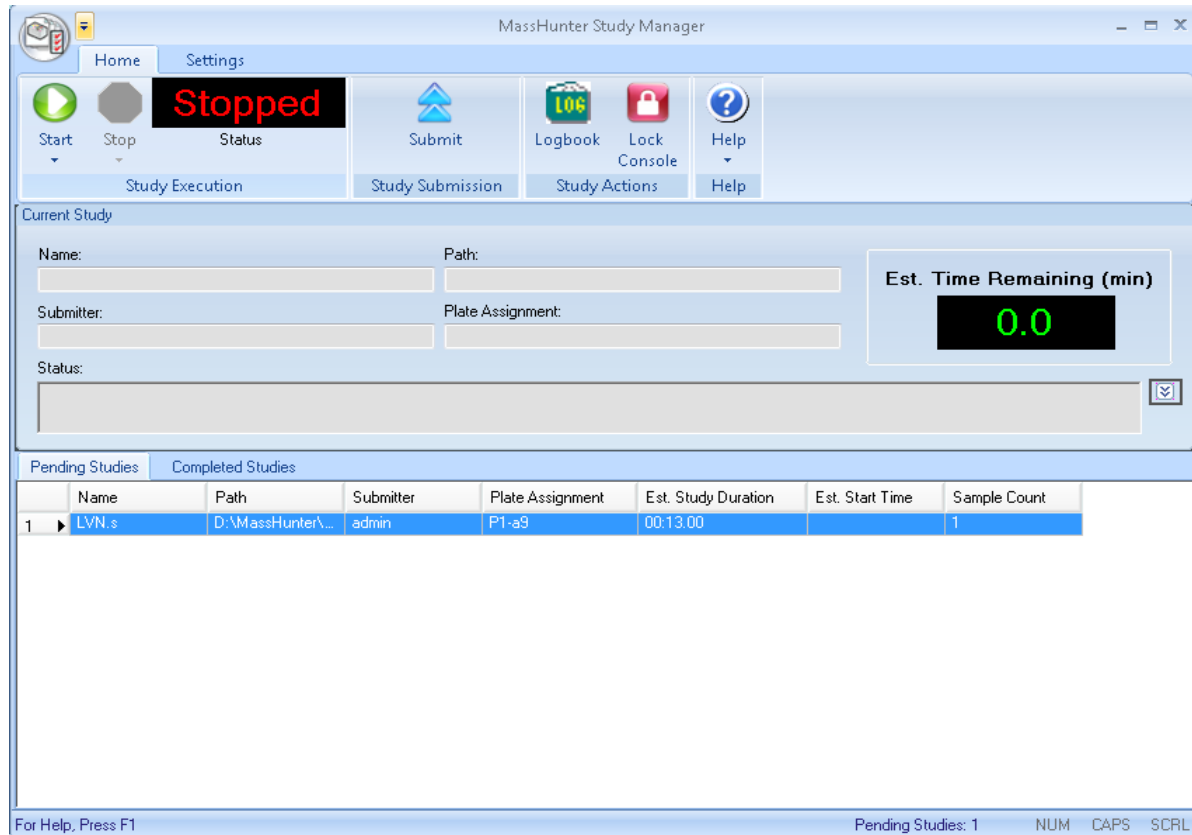 MassHunter Study Manager
Home Settings
Stopped
LOG
Start Stop Status Submit Logbook Lock Console Help
Study Execution Study Submission Study Actions Help
Current Study
Name: Path:
Est. Time Remaining (min)
0.0
Submitter: Plate Assignment:
Status:
Pending Studies Completed Studies
Name Path Submitter Plate Assignment Est. Study Duration Est. Start Time Sample Count
1 LVN.s D:\MassHunter\... admin P1-a9 00:13.00 1
For Help, Press F1 Pending Studies: 1 NUM CAPS SCRL